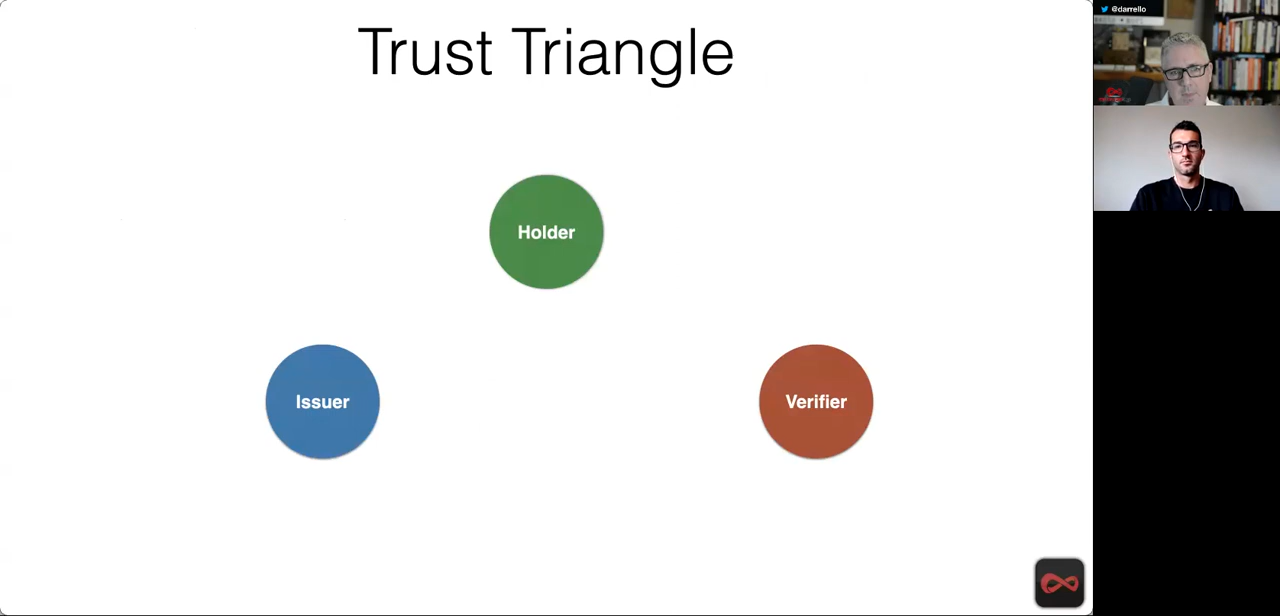 Trust Triangle
@darrello
Holder
Issuer
Verifier